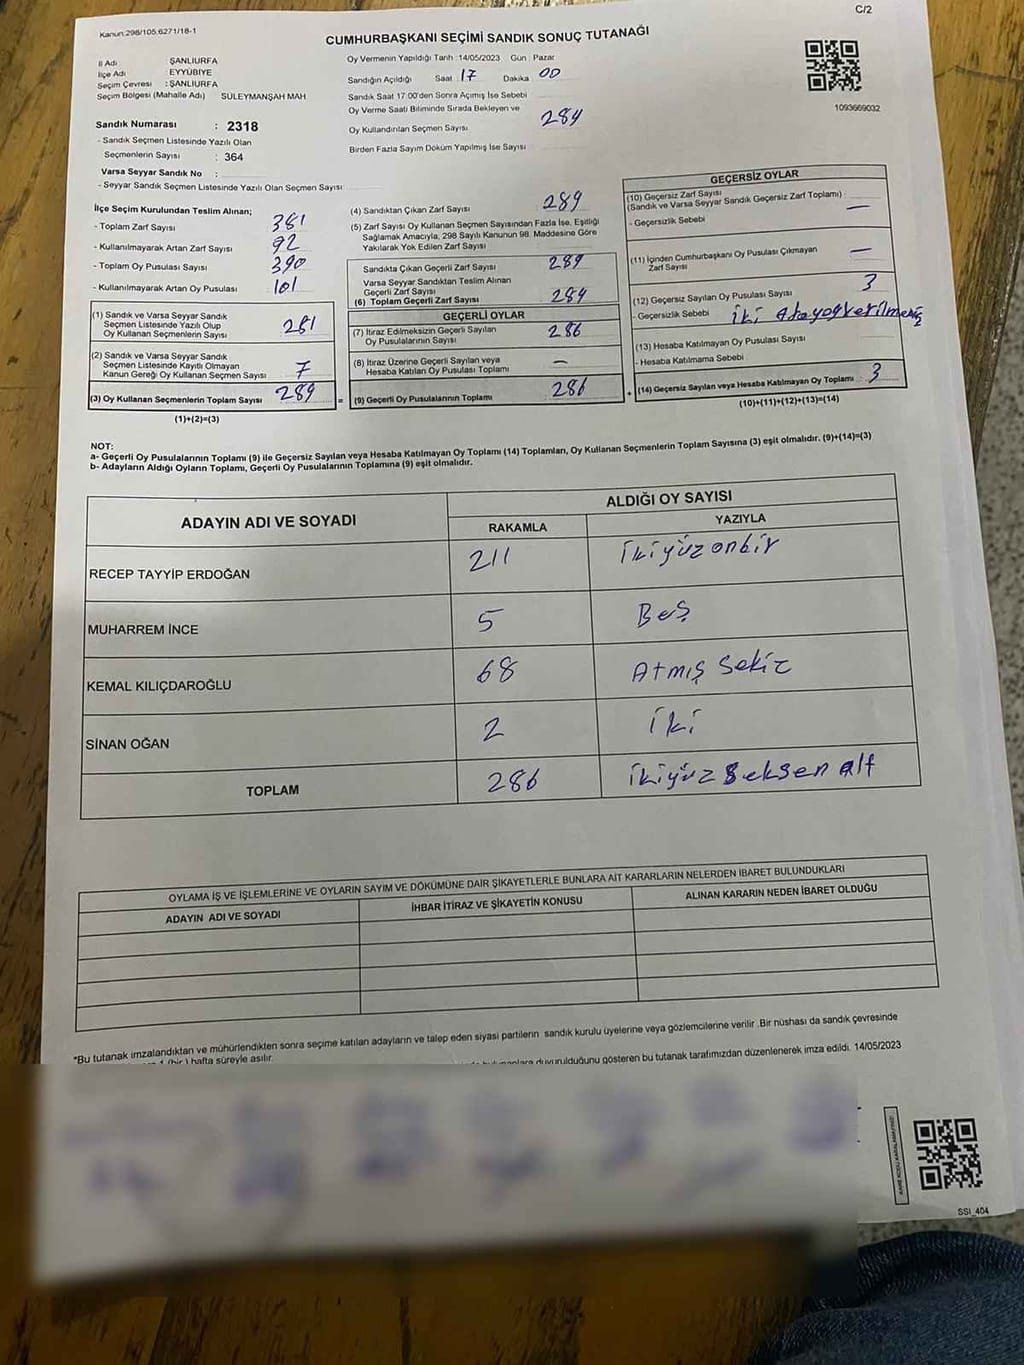 C/2
Kanun:298/105,6271/18-1
CUMHURBAŞKANI SEÇİMİ SANDIK SONUÇ TUTANAĞI
İl Adı : ŞANLIURFA
İlçe Adı : EYYÜBİYE
Seçim Çevresi : ŞANLIURFA
Seçim Bölgesi (Mahalle Adı) SÜLEYMANŞAH MAH
Sandık Numarası : 2318
- Sandık Seçmen Listesinde Yazılı Olan
Seçmenlerin Sayısı : 364
Varsa Seyyar Sandık No :
- Seyyar Sandık Seçmen Listesinde Yazılı Olan Seçmen Sayısı
Oy Vermenin Yapıldığı Tarih :14/05/2023 Gün : Pazar
Sandığın Açıldığı Saat 17 Dakika 00
Sandık Saat 17:00'den Sonra Açımış İse Sebebi
Oy Verme Saati Bitiminde Sırada Bekleyen ve
Oy Kullandırılan Seçmen Sayısı
Birden Fazla Sayım Döküm Yapılmış İse Sayısı
1093669032
İlçe Seçim Kurulundan Teslim Alınan;
- Toplam Zarf Sayısı 381
- Kullanılmayarak Artan Zarf Sayısı 92
- Toplam Oy Pusulası Sayısı 390
- Kullanılmayarak Artan Oy Pusulası 101
(1) Sandık ve Varsa Seyyar Sandık
Seçmen Listesinde Yazılı Olup
Oy Kullanan Seçmenlerin Sayısı
(2) Sandık ve Varsa Seyyar Sandık
Seçmen Listesinde Kayıtlı Olmayan
Kanun Gereği Oy Kullanan Seçmen Sayısı 7
(3) Oy Kullanan Seçmenlerin Toplam Sayısı 289
(1)+(2)=(3)
(4) Sandıktan Çıkan Zarf Sayısı 289
(5) Zarf Sayısı Oy Kullanan Seçmen Sayısından Fazla İse, Eşitliği
Sağlamak Amacıyla, 298 Sayılı Kanunun 98. Maddesine Göre
Yakılarak Yok Edilen Zarf Sayısı
Sandıkta Çıkan Geçerli Zarf Sayısı 289
Varsa Seyyar Sandıktan Teslim Alınan
Geçerli Zarf Sayısı
(6) Toplam Geçerli Zarf Sayısı 289
GEÇERLİ OYLAR
(7) İtiraz Edilmeksizin Geçerli Sayılan
Oy Pusulalarının Sayısı 286
(8) İtiraz Üzerine Geçerli Sayılan veya
Hesaba Katılan Oy Pusulası Toplamı —
= (9) Geçerli Oy Pusulalarının Toplamı 286
GEÇERSİZ OYLAR
(10) Geçersiz Zarf Sayısı
(Sandık ve Varsa Seyyar Sandık Geçersiz Zarf Toplamı) : —
- Geçersizlik Sebebi
(11) İçinden Cumhurbaşkanı Oy Pusulası Çıkmayan
Zarf Sayısı —
(12) Geçersiz Sayılan Oy Pusulası Sayısı 3
- Geçersizlik Sebebi iki Adaya oy verilmemiş
(13) Hesaba Katılmayan Oy Pusulası Sayısı
- Hesaba Katılmama Sebebi
+ (14) Geçersiz Sayılan veya Hesaba Katılmayan Oy Toplamı 3
(10)+(11)+(12)+(13)=(14)
NOT:
a- Geçerli Oy Pusulalarının Toplamı (9) ile Geçersiz Sayılan veya Hesaba Katılmayan Oy Toplamı (14) Toplamları, Oy Kullanan Seçmenlerin Toplam Sayısına (3) eşit olmalıdır. (9)+(14)=(3)
b- Adayların Aldığı Oyların Toplamı, Geçerli Oy Pusulalarının Toplamına (9) eşit olmalıdır.
ADAYIN ADI VE SOYADI
ALDIĞI OY SAYISI
RAKAMLA YAZIYLA
RECEP TAYYİP ERDOĞAN 211 ikiyüzonbir
MUHARREM İNCE 5 Beş
KEMAL KILIÇDAROĞLU 68 Atmış sekiz
SİNAN OĞAN 2 iki
TOPLAM 286 ikiyüz seksen altı
OYLAMA İŞ VE İŞLEMLERİNE VE OYLARIN SAYIM VE DÖKÜMÜNE DAİR ŞİKAYETLERLE BUNLARA AİT KARARLARIN NELERDEN İBARET BULUNDUKLARI
ADAYIN ADI VE SOYADI İHBAR İTİRAZ VE ŞİKAYETİN KONUSU ALINAN KARARIN NEDEN İBARET OLDUĞU
*Bu tutanak imzalandıktan ve mühürlendikten sonra seçime katılan adayların ve talep eden siyasi partilerin sandık kurulu üyelerine veya gözlemcilerine verilir .Bir nüshası da sandık çevresinde
1 (bir ) hafta süreyle asılır.
duyurulduğunu gösteren bu tutanak tarafımızdan düzenlenerek imza edildi. 14/05/2023
SSI_404